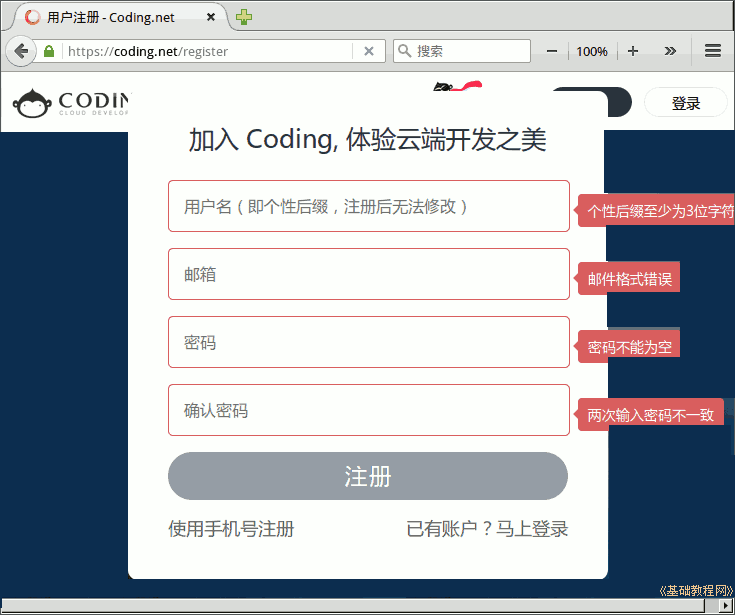 用户注册 - Coding.net
https://coding.net/register
搜索
100%
CODIN
CLOUD DEVELOP
登录
加入 Coding, 体验云端开发之美
用户名（即个性后缀，注册后无法修改）
个性后缀至少为3位字符
邮箱
邮件格式错误
密码
密码不能为空
确认密码
两次输入密码不一致
注册
使用手机号注册
已有账户？马上登录
《基础教程网》